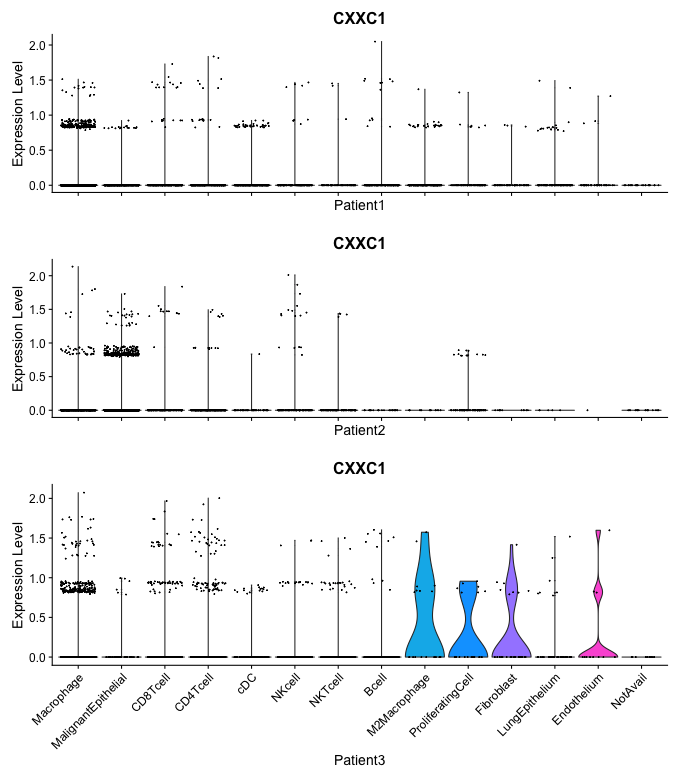 CXXC1
Expression Level
2.0
1.5
1.0
0.5
0.0
Patient1
CXXC1
Expression Level
2.0
1.5
1.0
0.5
0.0
Patient2
CXXC1
Expression Level
2.0
1.5
1.0
0.5
0.0
Macrophage
MalignantEpithelial
CD8Tcell
CD4Tcell
cDC
NKcell
NKTcell
Bcell
M2Macrophage
ProliferatingCell
Fibroblast
LungEpithelium
Endothelium
NotAvail
Patient3